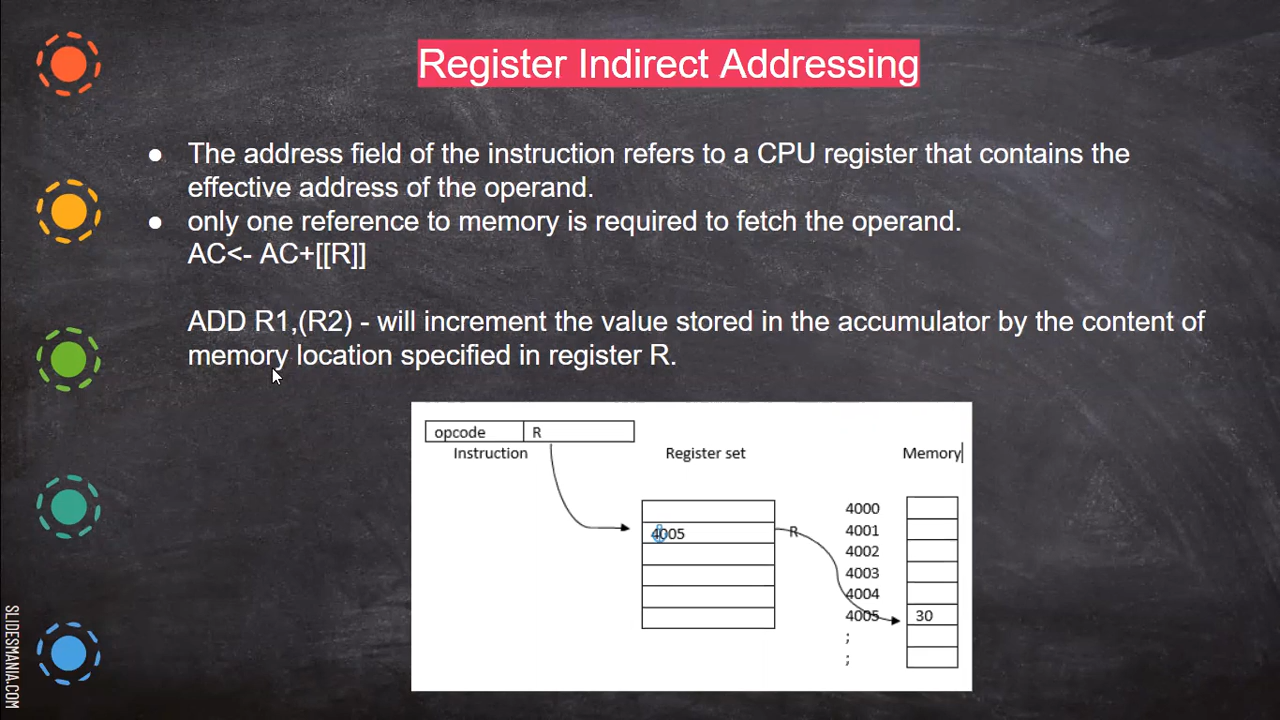 Register Indirect Addressing
● The address field of the instruction refers to a CPU register that contains the
effective address of the operand.
● only one reference to memory is required to fetch the operand.
AC<- AC+[[R]]
ADD R1,(R2) - will increment the value stored in the accumulator by the content of
memory location specified in register R.
opcode R
Instruction Register set Memory
4000
4005 R 4001
4002
4003
4004
4005 30
;
;
SLIDESMANIA.COM